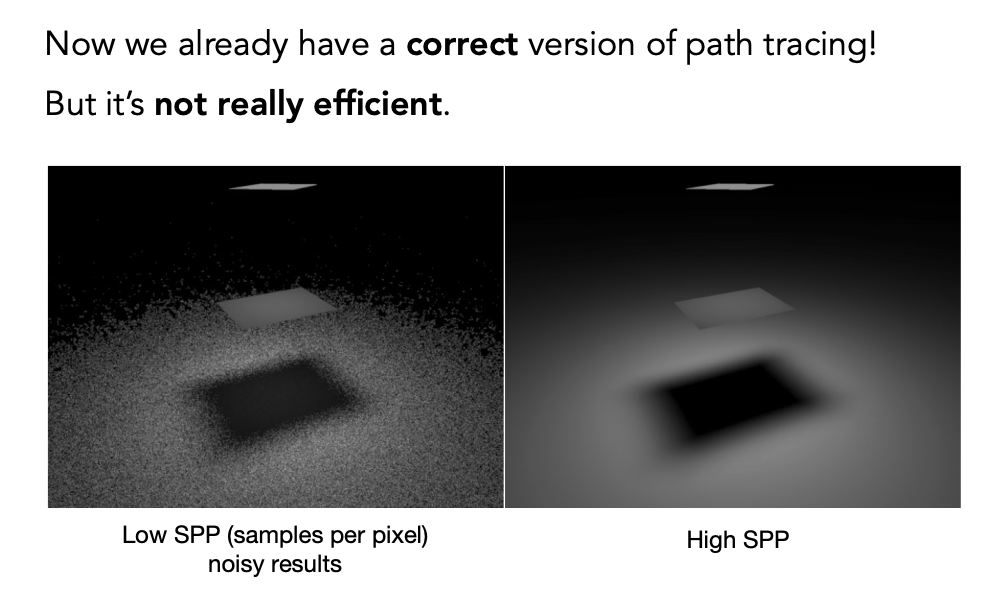 Now we already have a correct version of path tracing!
But it’s not really efficient.
Low SPP (samples per pixel)
noisy results
High SPP